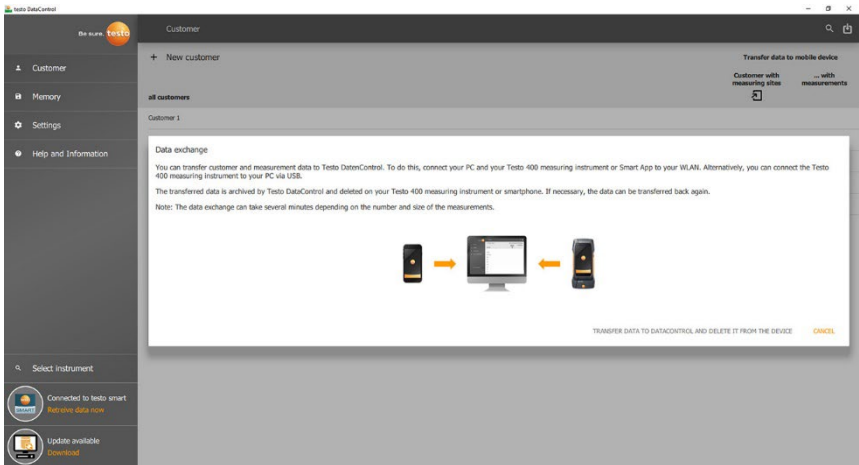 testo DataControl
Be sure. testo
Customer
Customer
Memory
Settings
Help and Information
+ New customer
Transfer data to mobile device
Customer with measuring sites
... with measurements
all customers
Customer 1
Data exchange
You can transfer customer and measurement data to Testo DatenControl. To do this, connect your PC and your Testo 400 measuring instrument or Smart App to your WLAN. Alternatively, you can connect the Testo
400 measuring instrument to your PC via USB.
The transferred data is archived by Testo DataControl and deleted on your Testo 400 measuring instrument or smartphone. If necessary, the data can be transferred back again.
Note: The data exchange can take several minutes depending on the number and size of the measurements.
TRANSFER DATA TO DATACONTROL AND DELETE IT FROM THE DEVICE
CANCEL
Select instrument
SMART
Connected to testo smart
Retreive data now
Update available
Download